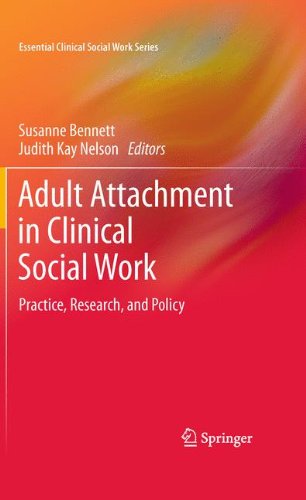 Essential Clinical Social Work Series
Susanne Bennett
Judith Kay Nelson Editors
Adult Attachment
in Clinical
Social Work
Practice, Research, and Policy
Springer